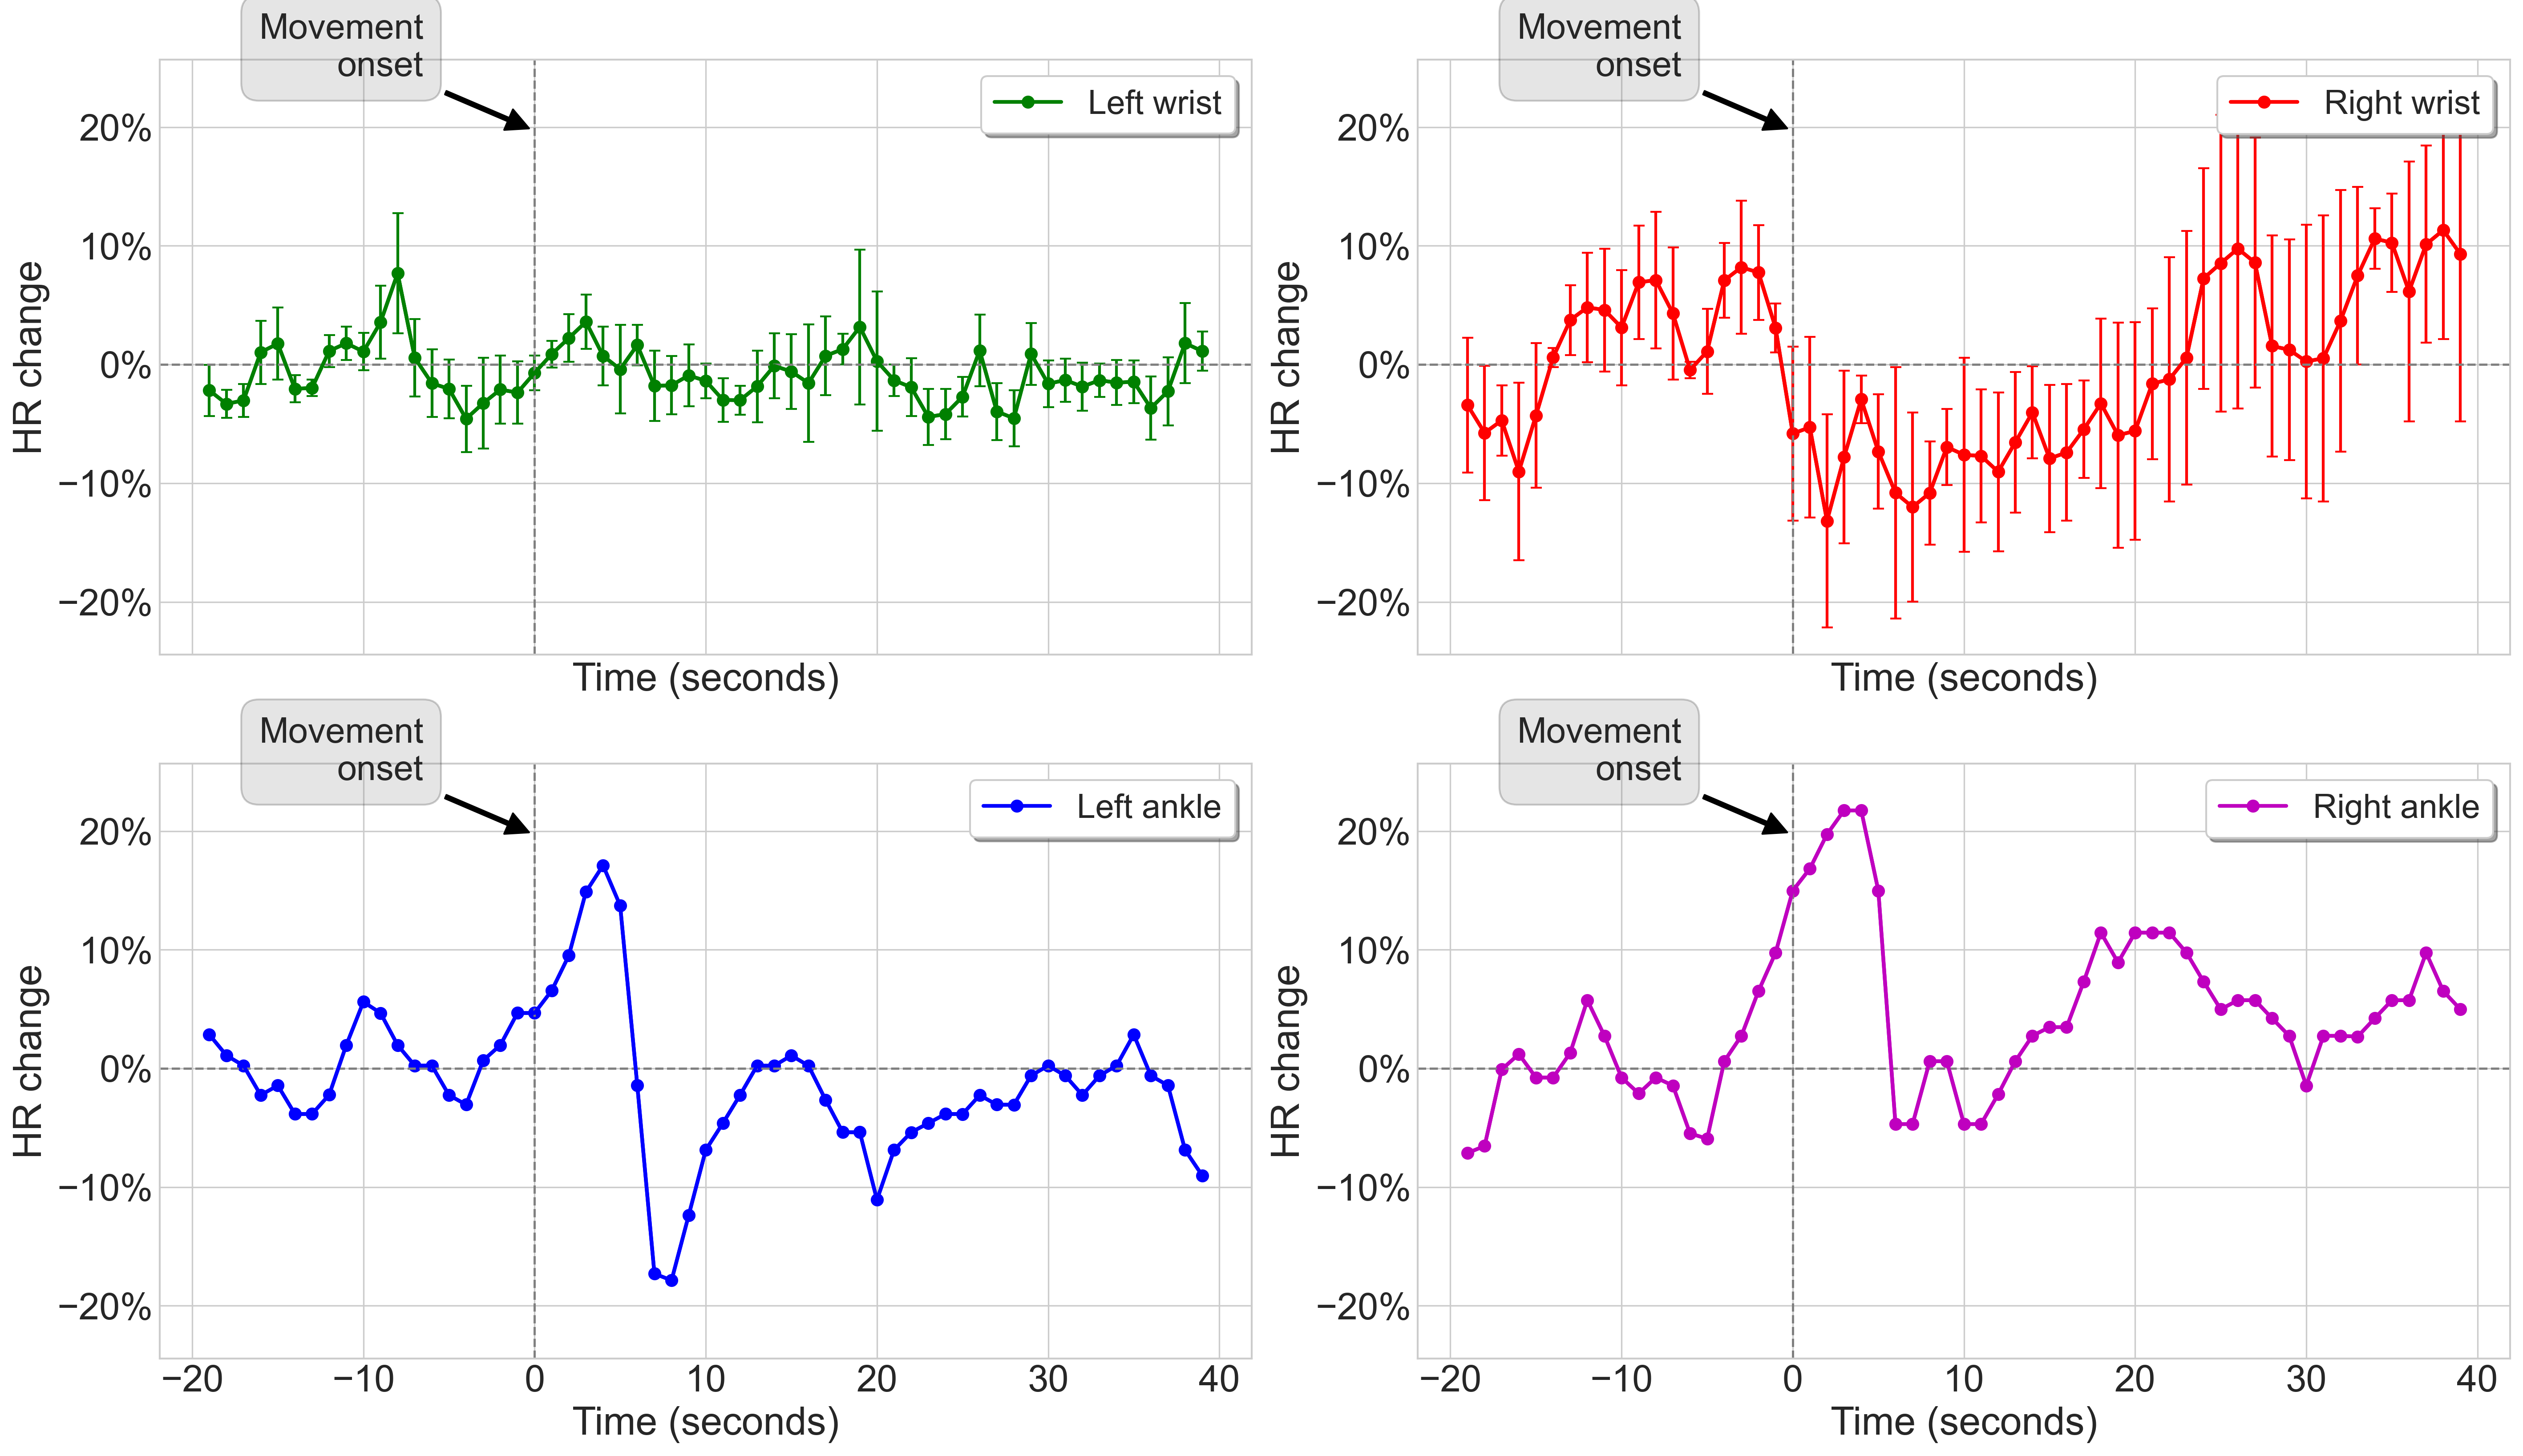 Movement
onset
Left wrist
20%
10%
0%
−10%
−20%
HR change
Time (seconds)
Movement
onset
Right wrist
20%
10%
0%
−10%
−20%
HR change
Time (seconds)
Movement
onset
Left ankle
20%
10%
0%
−10%
−20%
HR change
−20 −10 0 10 20 30 40
Time (seconds)
Movement
onset
Right ankle
20%
10%
0%
−10%
−20%
HR change
−20 −10 0 10 20 30 40
Time (seconds)